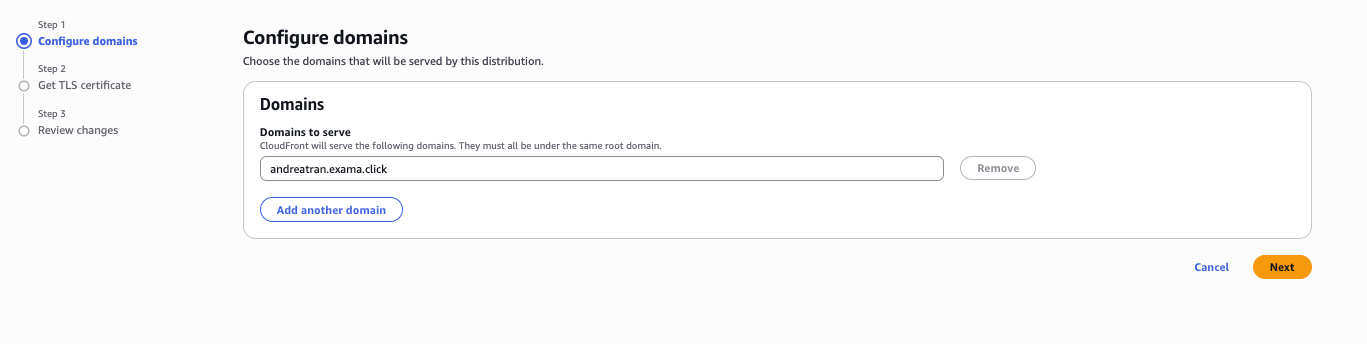 Step 1
Configure domains
Step 2
Get TLS certificate
Step 3
Review changes
Configure domains
Choose the domains that will be served by this distribution.
Domains
Domains to serve
CloudFront will serve the following domains. They must all be under the same root domain.
andreatran.exama.click
Remove
Add another domain
Cancel
Next